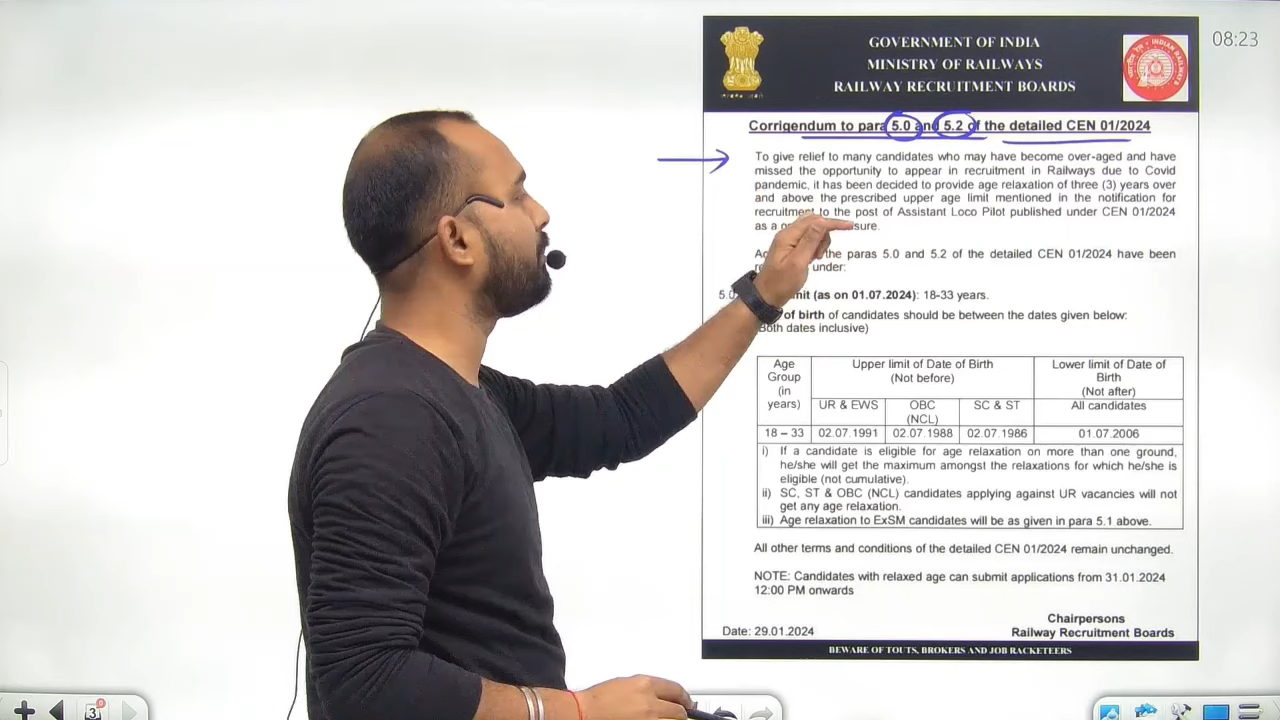 08:23
GOVERNMENT OF INDIA
MINISTRY OF RAILWAYS
RAILWAY RECRUITMENT BOARDS
Corrigendum to para 5.0 and 5.2 of the detailed CEN 01/2024
To give relief to many candidates who may have become over-aged and have
missed the opportunity to appear in recruitment in Railways due to Covid
pandemic, it has been decided to provide age relaxation of three (3) years over
and above the prescribed upper age limit mentioned in the notification for
recruitment to the post of Assistant Loco Pilot published under CEN 01/2024
as a
the paras 5.0 and 5.2 of the detailed CEN 01/2024 have been
under:
(as on 01.07.2024): 18-33 years.
of birth of candidates should be between the dates given below:
dates inclusive)
Age Group (in years) Upper limit of Date of Birth (Not before) Lower limit of Date of Birth (Not after)
UR & EWS OBC (NCL) SC & ST All candidates
18 – 33 02.07.1991 02.07.1988 02.07.1986 01.07.2006
i) If a candidate is eligible for age relaxation on more than one ground,
he/she will get the maximum amongst the relaxations for which he/she is
eligible (not cumulative).
ii) SC, ST & OBC (NCL) candidates applying against UR vacancies will not
get any age relaxation.
iii) Age relaxation to ExSM candidates will be as given in para 5.1 above.
All other terms and conditions of the detailed CEN 01/2024 remain unchanged.
NOTE: Candidates with relaxed age can submit applications from 31.01.2024
12:00 PM onwards
Chairpersons
Date: 29.01.2024 Railway Recruitment Boards
BEWARE OF TOUTS, BROKERS AND JOB RACKETEERS
3